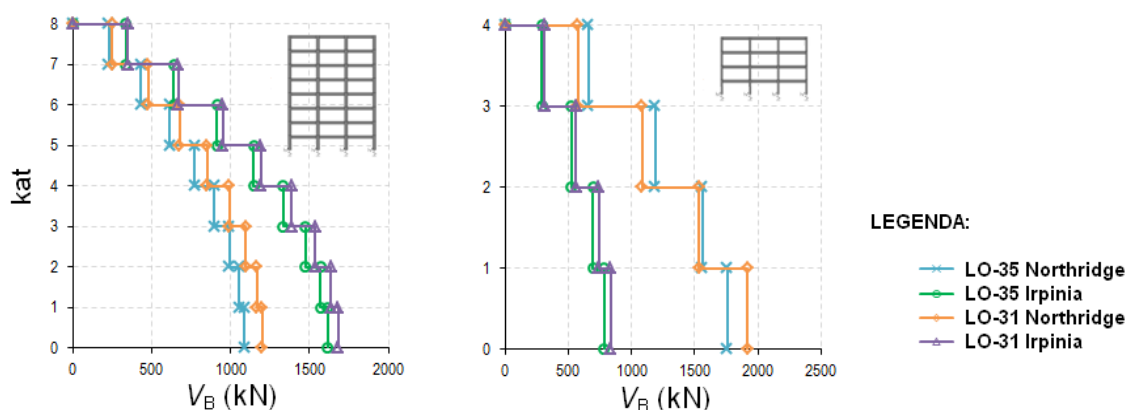 8
7
6
5
4
3
2
1
0
kat
0 500 1000 1500 2000
V_B (kN)
4
3
2
1
0
0 500 1000 1500 2000 2500
V_B (kN)
LEGENDA:
LO-35 Northridge
LO-35 Irpinia
LO-31 Northridge
LO-31 Irpinia